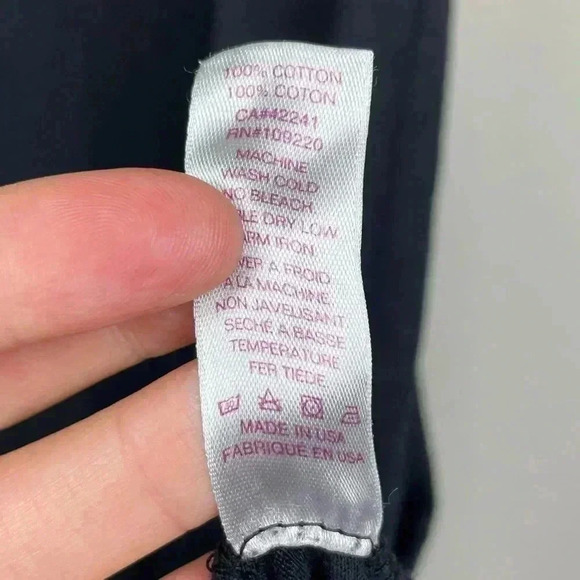 100% COTTON
100% COTON
CA#42241
RN#109220
MACHINE
WASH COLD
NO BLEACH
DRY LOW
IRON
A FROID
A LA MACHINE
NON JAVELISANT
SECHE A BASSE
TEMPERATURE
FER TIEDE
MADE IN USA
FABRIQUE EN USA